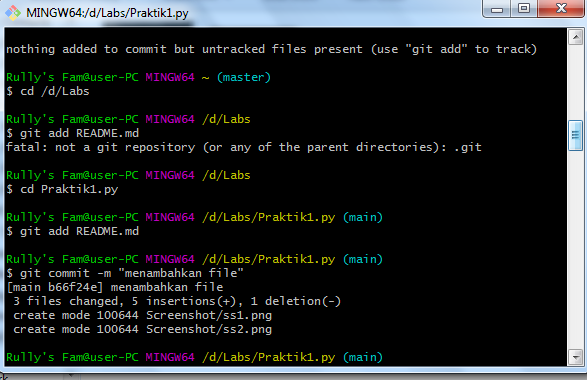 MINGW64:/d/Labs/Praktik1.py
nothing added to commit but untracked files present (use "git add" to track)
Rully's Fam@user-PC MINGW64 ~ (master)
$ cd /d/Labs
Rully's Fam@user-PC MINGW64 /d/Labs
$ git add README.md
fatal: not a git repository (or any of the parent directories): .git
Rully's Fam@user-PC MINGW64 /d/Labs
$ cd Praktik1.py
Rully's Fam@user-PC MINGW64 /d/Labs/Praktik1.py (main)
$ git add README.md
Rully's Fam@user-PC MINGW64 /d/Labs/Praktik1.py (main)
$ git commit -m "menambahkan file"
[main b66f24e] menambahkan file
 3 files changed, 5 insertions(+), 1 deletion(-)
 create mode 100644 Screenshot/ss1.png
 create mode 100644 Screenshot/ss2.png
Rully's Fam@user-PC MINGW64 /d/Labs/Praktik1.py (main)